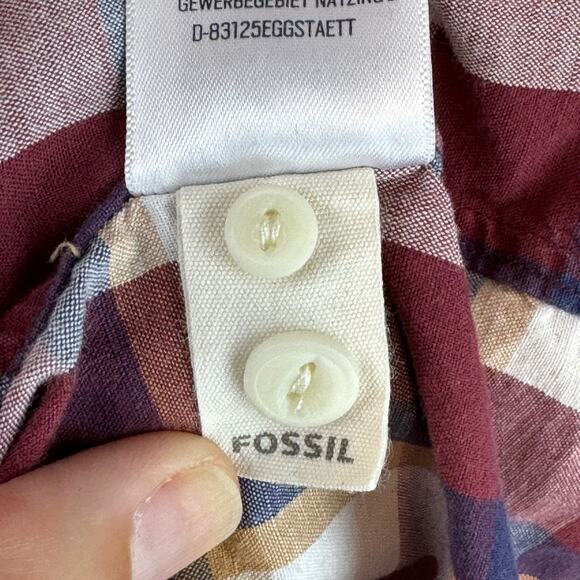 GEWERBEGEBIET NATZING
D-83125EGGSTAETT
FOSSIL